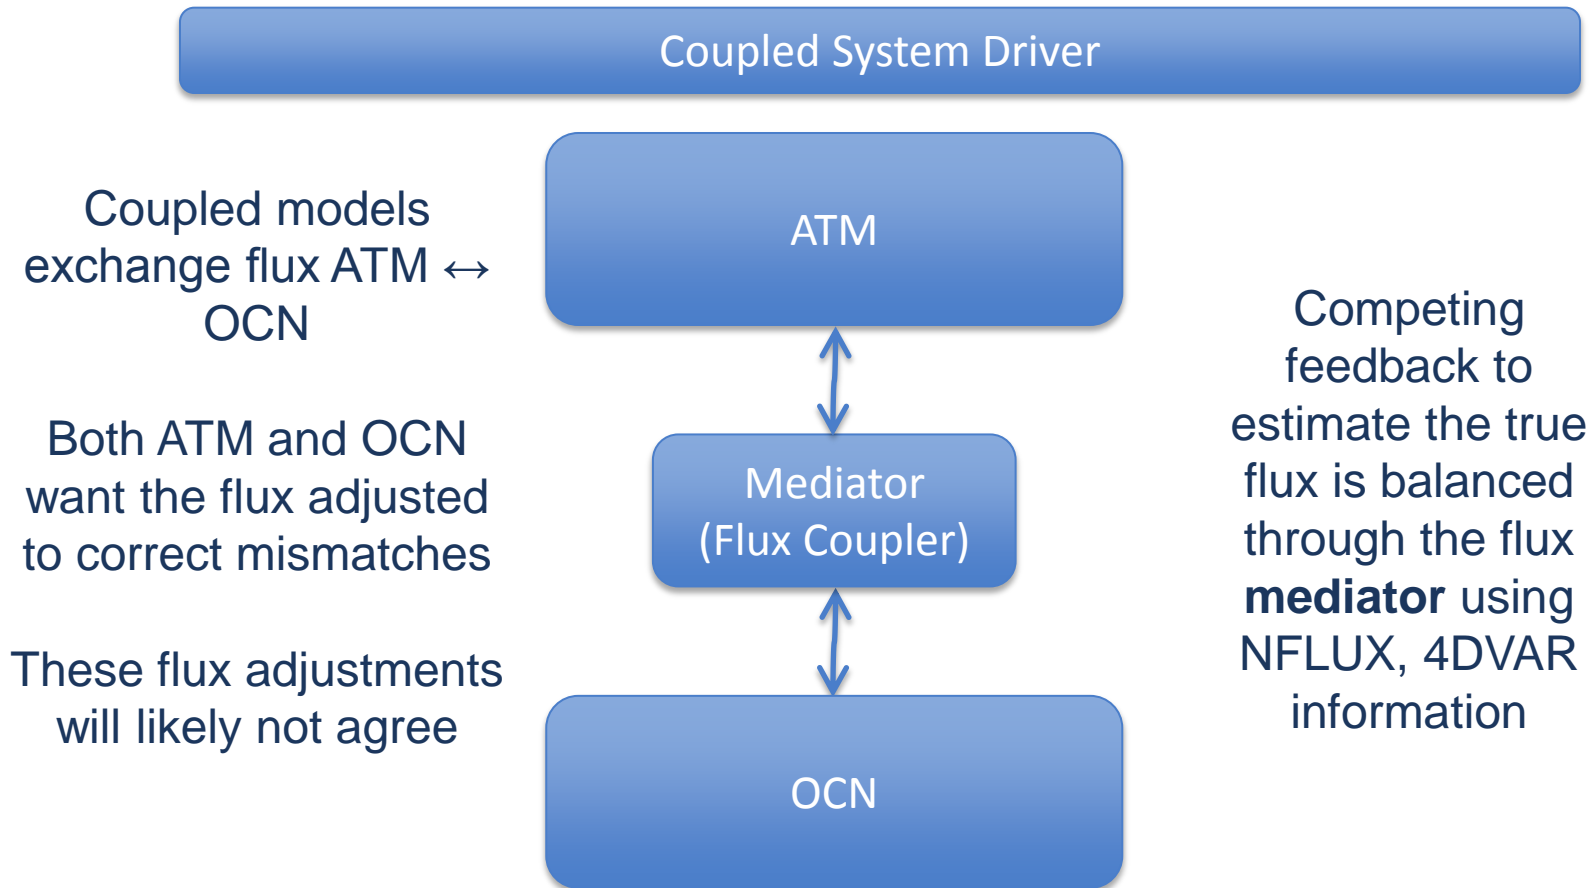 Coupled System Driver
Coupled models
exchange flux ATM ↔
OCN
Both ATM and OCN
want the flux adjusted
to correct mismatches
These flux adjustments
will likely not agree
ATM
Mediator
(Flux Coupler)
OCN
Competing
feedback to
estimate the true
flux is balanced
through the flux
mediator using
NFLUX, 4DVAR
information